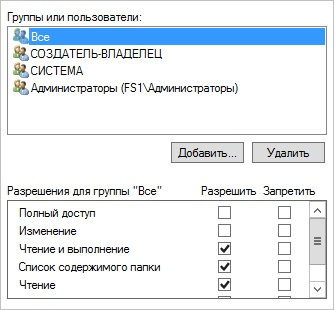 Группы или пользователи:
Все
СОЗДАТЕЛЬ-ВЛАДЕЛЕЦ
СИСТЕМА
Администраторы (FS1\Администраторы)
Добавить... Удалить
Разрешения для группы "Все" Разрешить Запретить
Полный доступ
Изменение
Чтение и выполнение
Список содержимого папки
Чтение